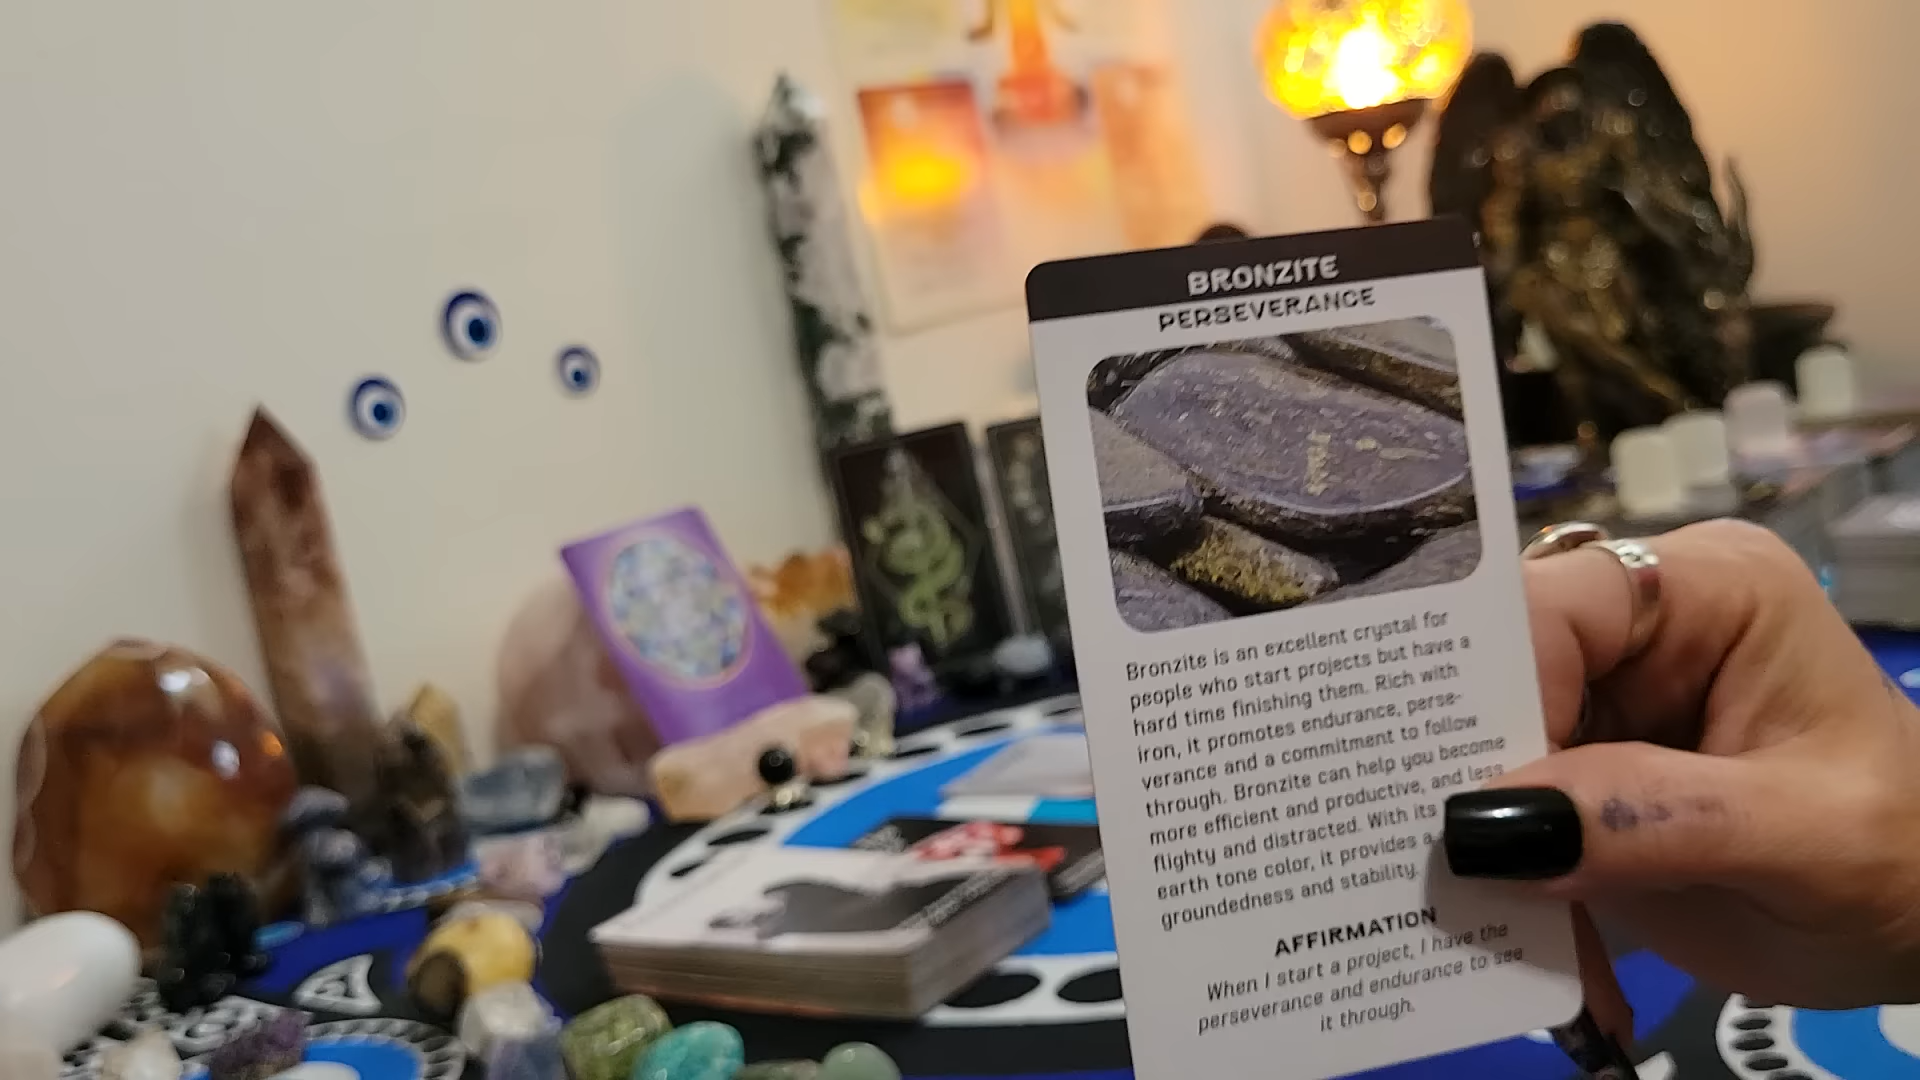 BRONZITE
PERSEVERANCE
Bronzite is an excellent crystal for
people who start projects but have a
hard time finishing them. Rich with
iron, it promotes endurance, perse-
verance and a commitment to follow
through. Bronzite can help you become
more efficient and productive, and less
flighty and distracted. With its
earth tone color, it provides a
groundedness and stability.
AFFIRMATION
When I start a project, I have the
perseverance and endurance to see
it through.